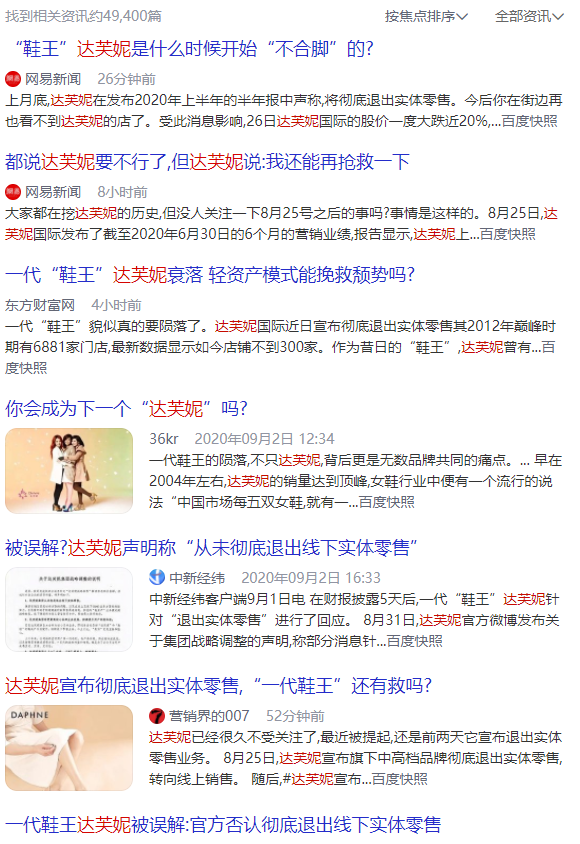 找到相关资讯约49,400篇 按焦点排序 全部资讯
“鞋王”达芙妮是什么时候开始“不合脚”的?
网易新闻 26分钟前
上月底,达芙妮在发布2020年上半年的半年报中声称,将彻底退出实体零售。今后你在街边再
也看不到达芙妮的店了。受此消息影响,26日达芙妮国际的股价一度大跌近20%,...百度快照
都说达芙妮要不行了,但达芙妮说:我还能再抢救一下
网易新闻 8小时前
大家都在挖达芙妮的历史,但没人关注一下8月25号之后的事吗?事情是这样的。8月25日,达
芙妮国际发布了截至2020年6月30日的6个月的营销业绩,报告显示,达芙妮上...百度快照
一代“鞋王”达芙妮衰落 轻资产模式能挽救颓势吗?
东方财富网 4小时前
一代“鞋王”貌似真的要陨落了。达芙妮国际近日宣布彻底退出实体零售其2012年巅峰时
期有6881家门店,最新数据显示如今店铺不到300家。作为昔日的“鞋王”,达芙妮曾有...百
度快照
你会成为下一个“达芙妮”吗?
36kr 2020年09月2日 12:34
一代鞋王的陨落,不只达芙妮,背后更是无数品牌共同的痛点。... 早在
2004年左右,达芙妮的销量达到顶峰,女鞋行业中便有一个流行的说
法“中国市场每五双女鞋,就有一...百度快照
被误解?达芙妮声明称“从未彻底退出线下实体零售”
中新经纬 2020年09月2日 16:33
中新经纬客户端9月1日电 在财报披露5天后,一代“鞋王”达芙妮针
对“退出实体零售”进行了回应。 8月31日,达芙妮官方微博发布关
于集团战略调整的声明,称部分消息针...百度快照
达芙妮宣布彻底退出实体零售,“一代鞋王”还有救吗?
DAPHNE
营销界的007 52分钟前
达芙妮已经很久不受关注了,最近被提起,还是前两天它宣布退出实体
零售业务。 8月25日,达芙妮宣布旗下中高档品牌彻底退出实体零售,
转向线上销售。 随后,#达芙妮宣布...百度快照
一代鞋王达芙妮被误解:官方否认彻底退出线下实体零售